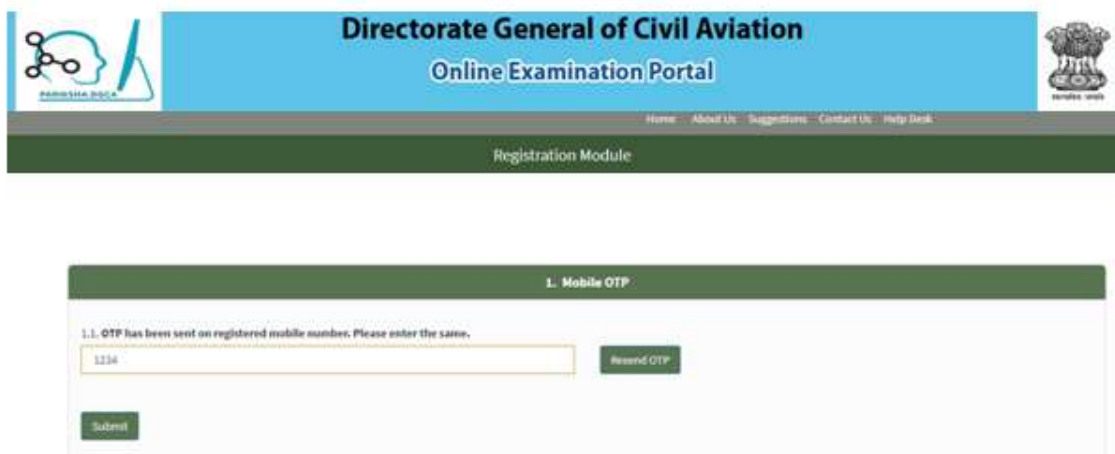 Directorate General of Civil Aviation
Online Examination Portal
PARIKSHA DGCA
Home About Us Suggestions Contact Us Help Desk
Registration Module
1. Mobile OTP
1.1. OTP has been sent on registered mobile number. Please enter the same.
1234 Resend OTP
Submit